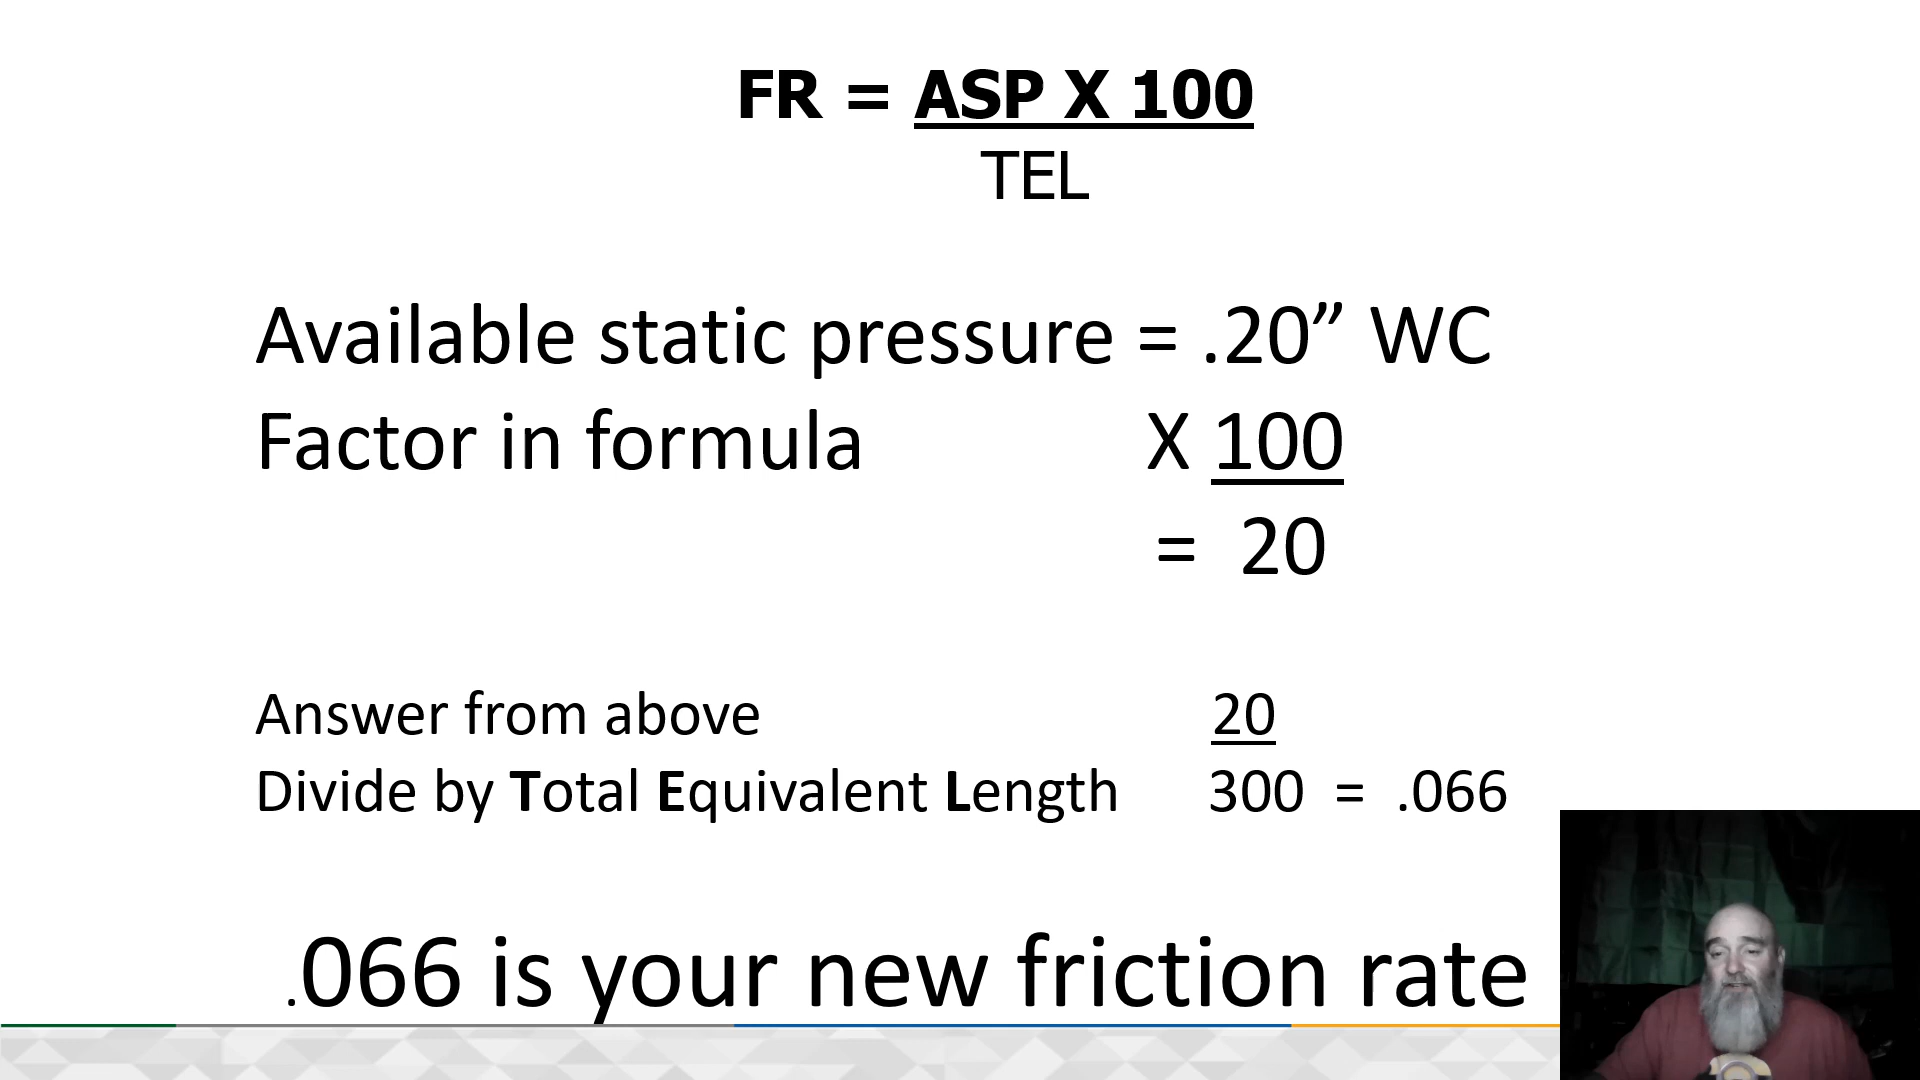 FR = ASP X 100
TEL
Available static pressure = .20” WC
Factor in formula X 100
= 20
Answer from above 20
Divide by Total Equivalent Length 300 = .066
.066 is your new friction rate